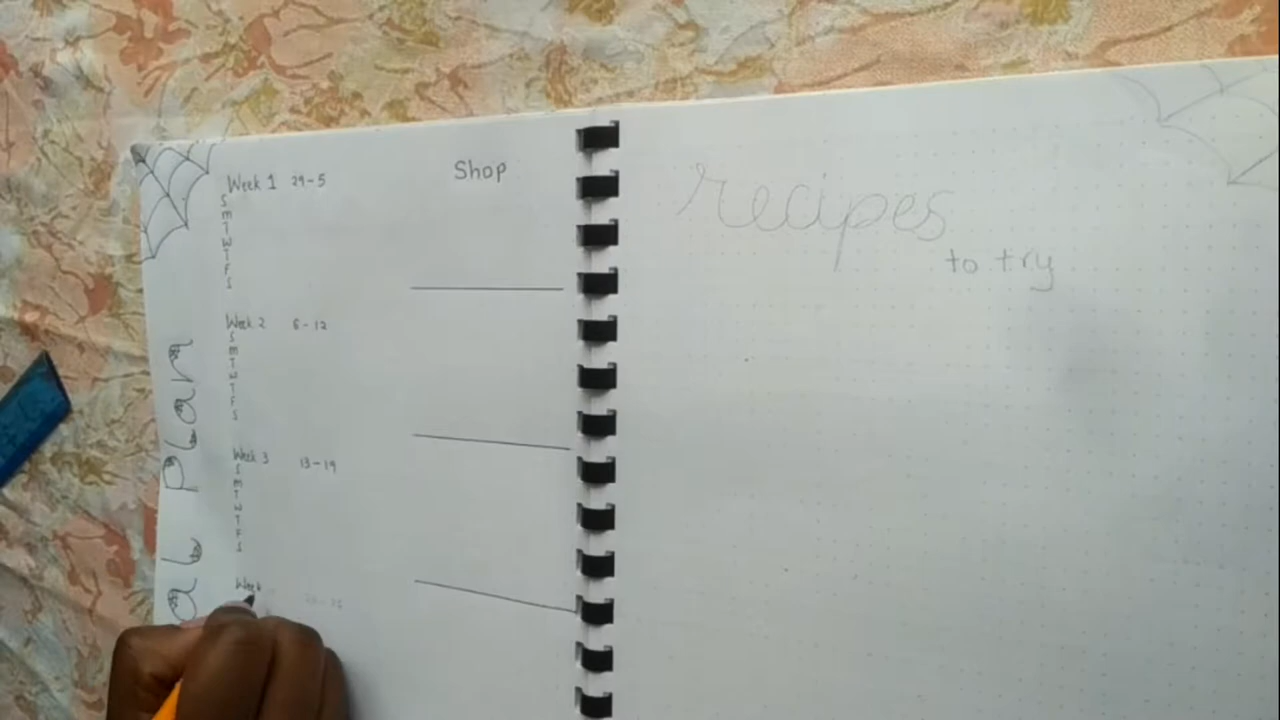 Week 1 29-5
S
M
T
W
T
F
S
Shop
Week 2 6-12
S
M
T
W
T
F
S
Week 3 13-19
S
M
T
W
T
F
S
Week
recipes
to try